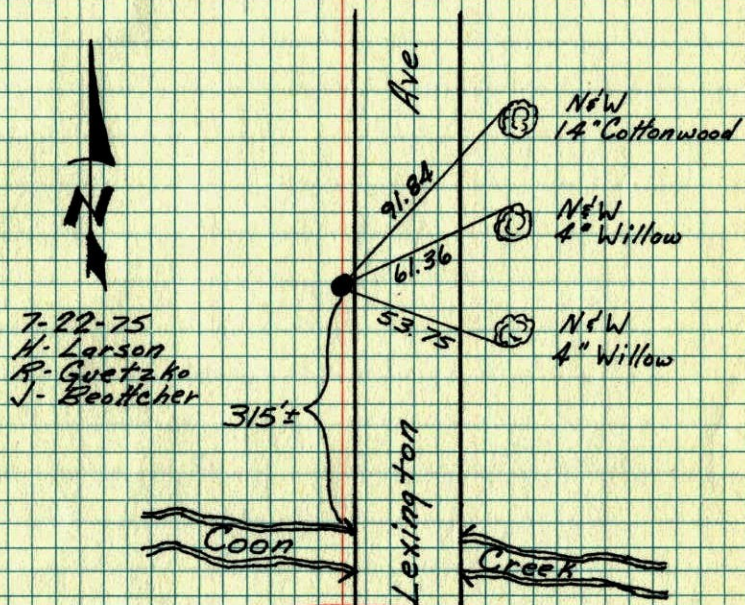 N
7-22-75
H- Larson
R- Guetzko
J- Beottcher
Lexington Ave.
N&W
14" Cottonwood
91.84
N&W
4" Willow
61.36
N&W
4" Willow
53.75
315'±
Coon Creek